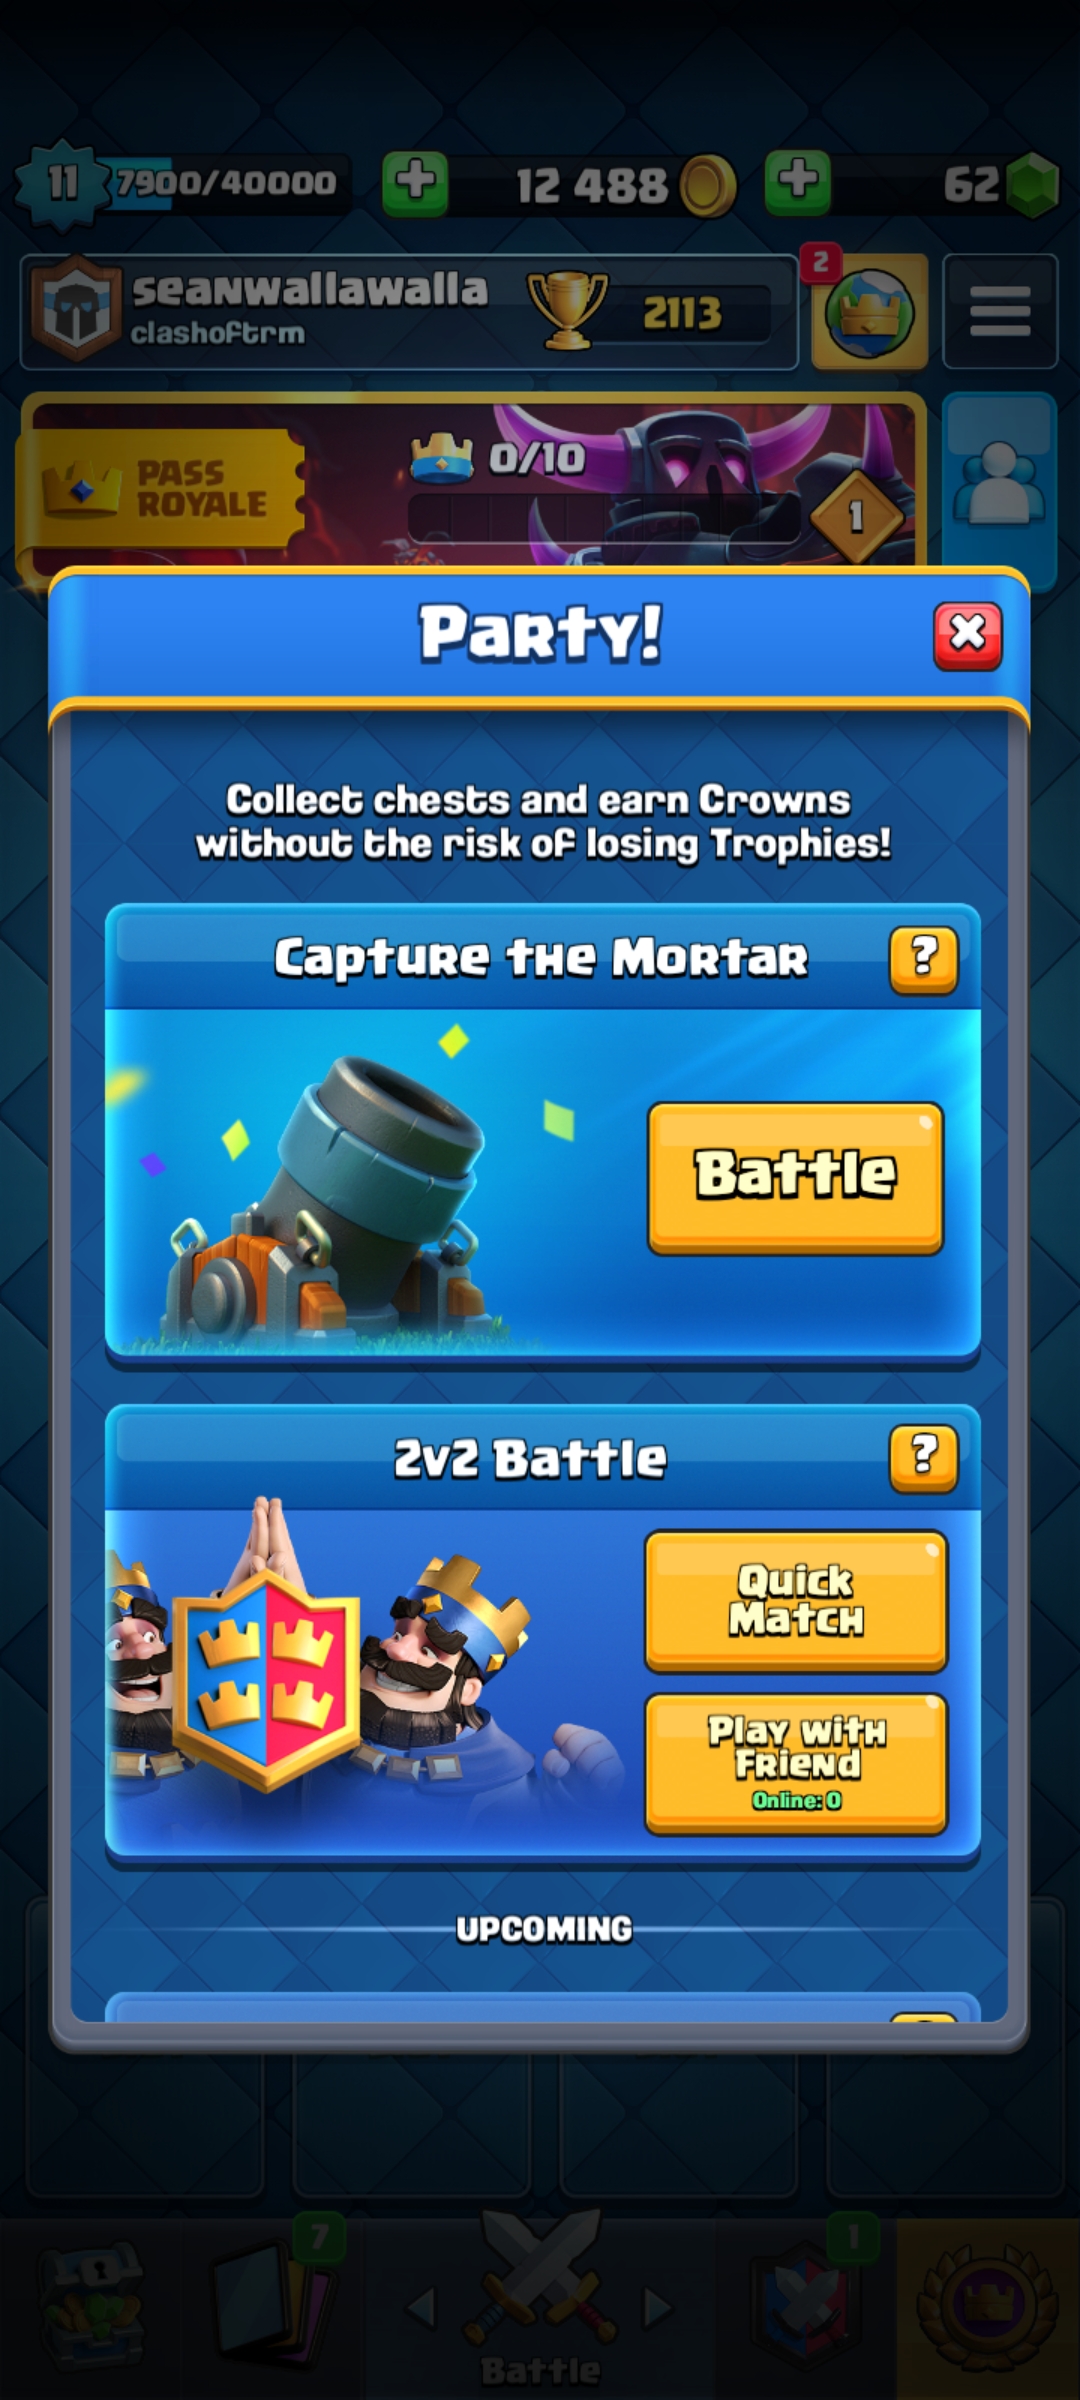 11
7900/40000
12 488
62
seanwallawalla
clashoftrm
2113
2
PASS
ROYALE
0/10
1
Party!
Collect chests and earn Crowns
without the risk of losing Trophies!
Capture the Mortar
?
Battle
2v2 Battle
?
Quick
Match
Play with
Friend
Online: 0
UPCOMING
7
1
Battle